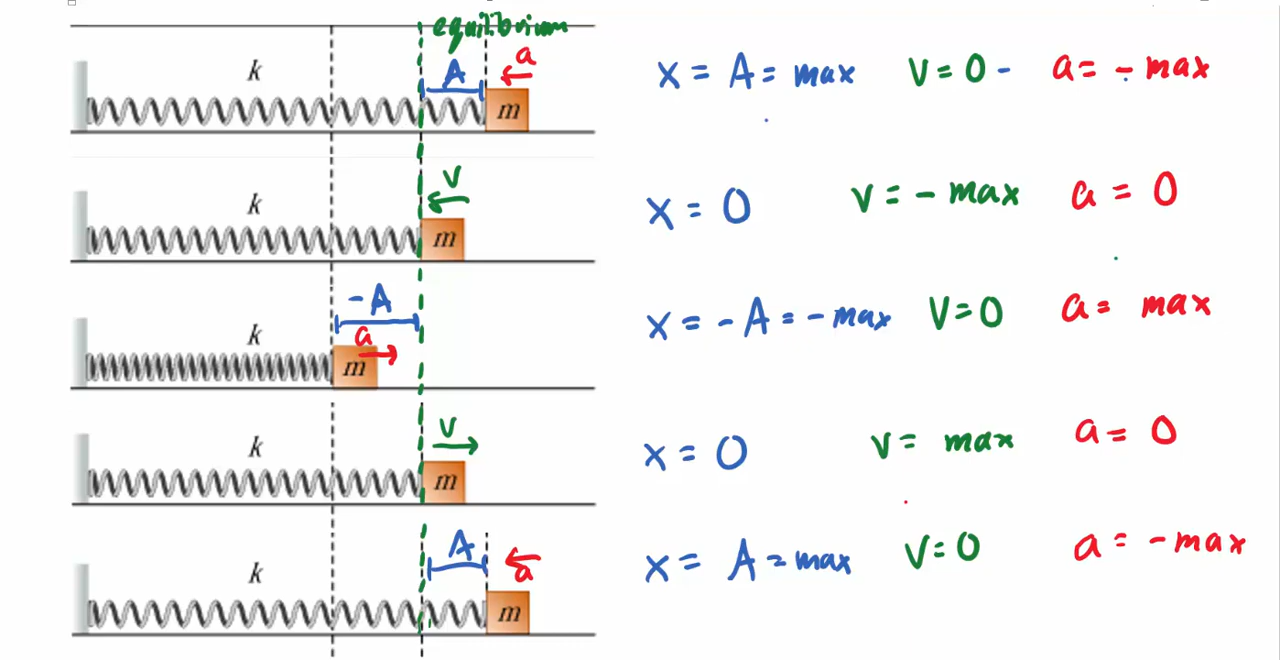 equilibrium
k A a m x = A = max v = 0 - a = - max
k v m x = 0 v = - max a = 0
-A
k a m x = - A = - max v = 0 a = max
k v m x = 0 v = max a = 0
k A a m x = A = max v = 0 a = - max